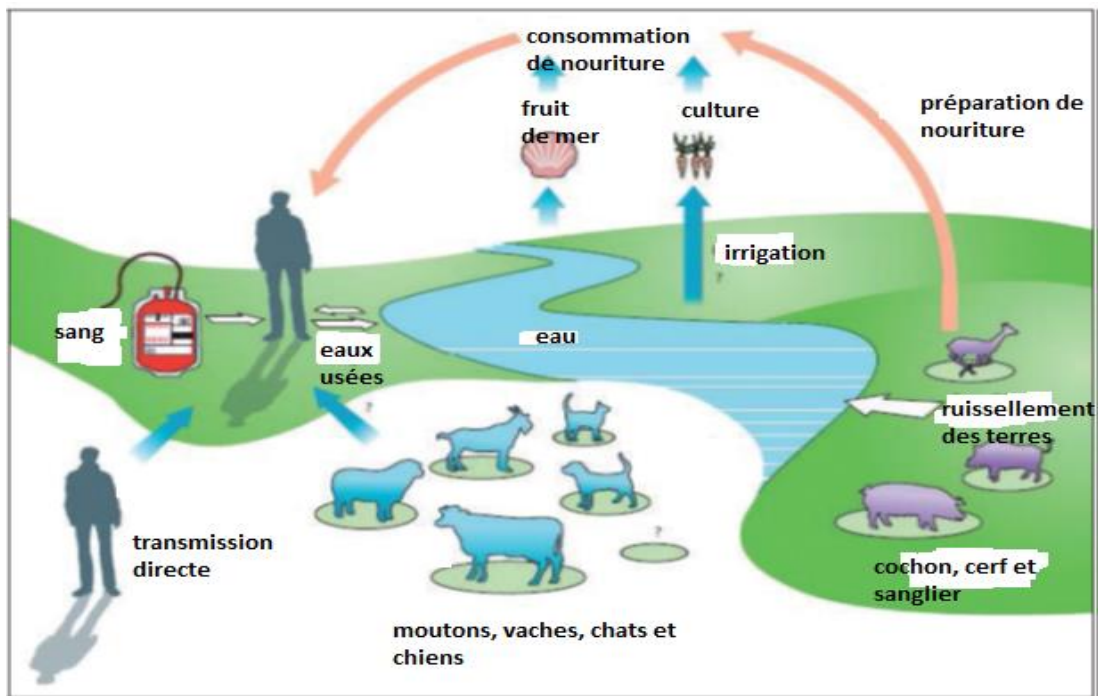 consommation
de nouriture
fruit
de mer
culture
préparation de
nouriture
irrigation
?
sang
eau
eaux
usées
?
ruissellement
des terres
transmission
directe
?
cochon, cerf et
sanglier
moutons, vaches, chats et
chiens